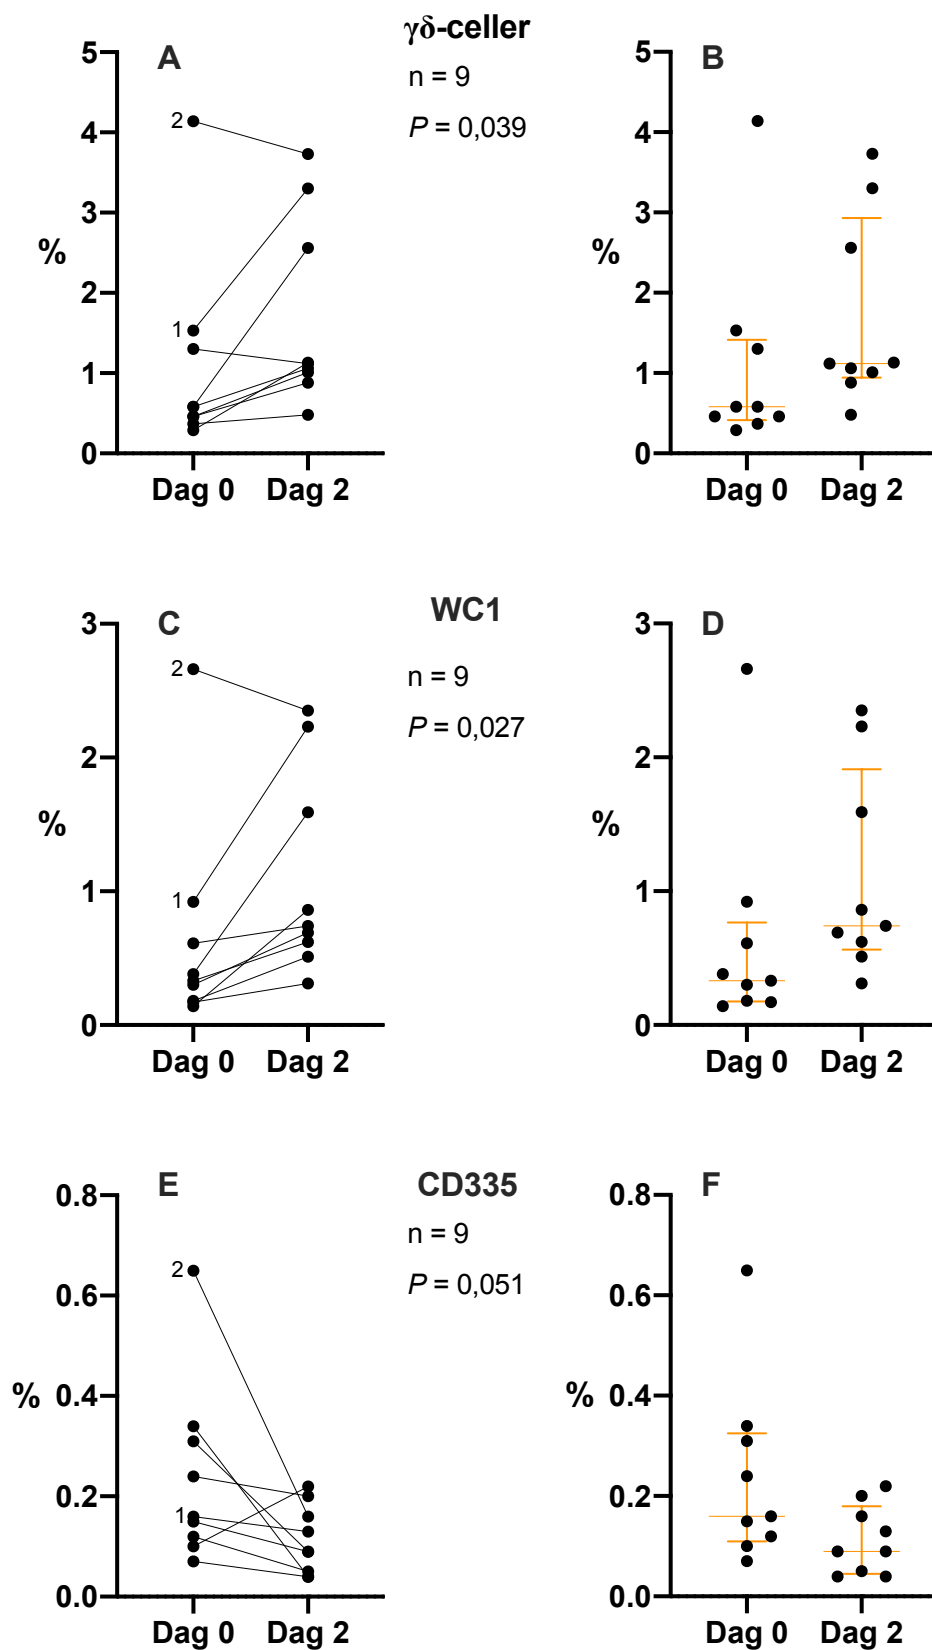 γδ-celler
A
n = 9
P = 0,039
B
5
4
3
2
1
0
%
2
1
Dag 0 Dag 2
5
4
3
2
1
0
%
Dag 0 Dag 2
WC1
C
n = 9
P = 0,027
D
3
2
1
0
%
2
1
Dag 0 Dag 2
3
2
1
0
%
Dag 0 Dag 2
CD335
E
n = 9
P = 0,051
F
0.8
0.6
0.4
0.2
0.0
%
2
1
Dag 0 Dag 2
0.8
0.6
0.4
0.2
0.0
%
Dag 0 Dag 2